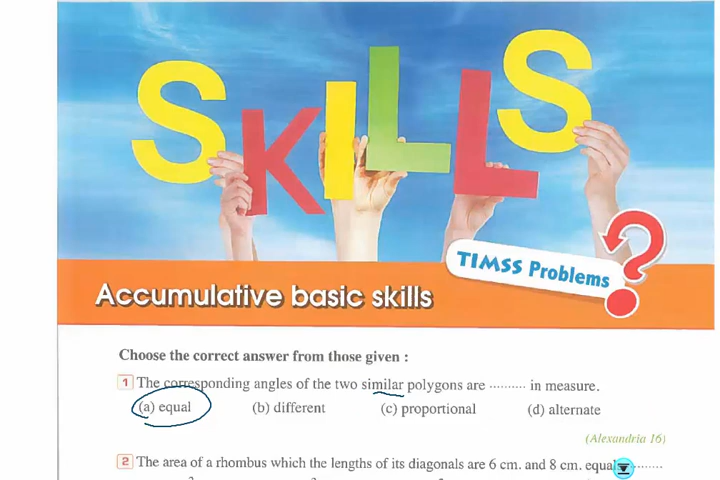 SKILLS
TIMSS Problems
?
Accumulative basic skills
Choose the correct answer from those given :
1 The corresponding angles of the two similar polygons are .......... in measure.
(a) equal (b) different (c) proportional (d) alternate
(Alexandria 16)
2 The area of a rhombus which the lengths of its diagonals are 6 cm. and 8 cm. equal ..........